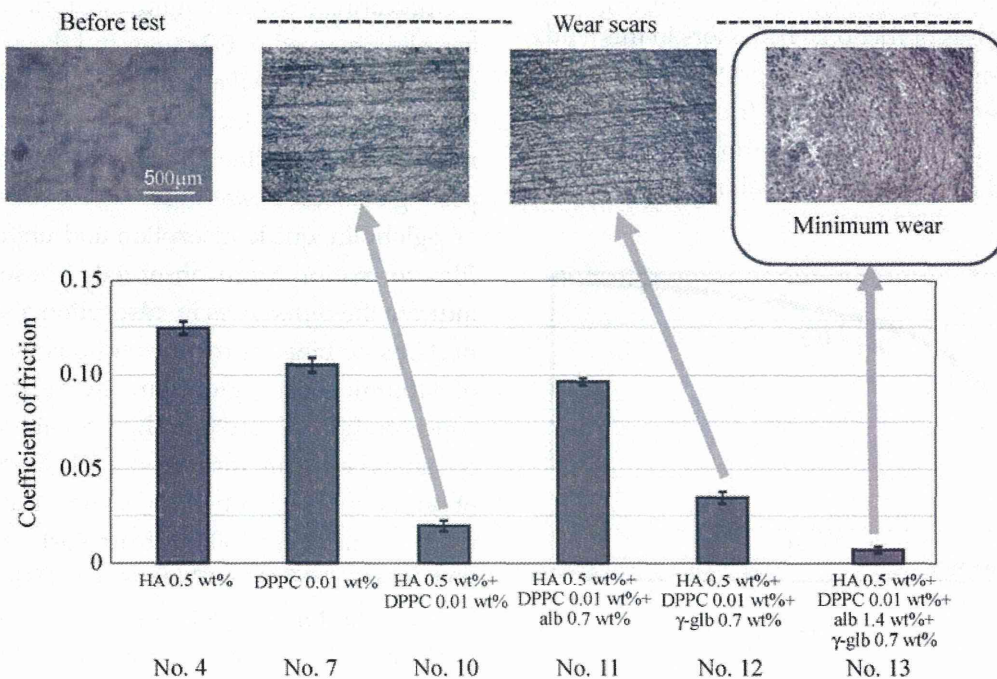 Before test
Wear scars
500µm
Minimum wear
Coefficient of friction
0.15
0.10
0.05
0
HA 0.5 wt%
DPPC 0.01 wt%
HA 0.5 wt%+
DPPC 0.01 wt%
HA 0.5 wt%+
DPPC 0.01 wt%+
alb 0.7 wt%
HA 0.5 wt%+
DPPC 0.01 wt%+
γ-glb 0.7 wt%
HA 0.5 wt%+
DPPC 0.01 wt%+
alb 1.4 wt%+
γ-glb 0.7 wt%
No. 4
No. 7
No. 10
No. 11
No. 12
No. 13